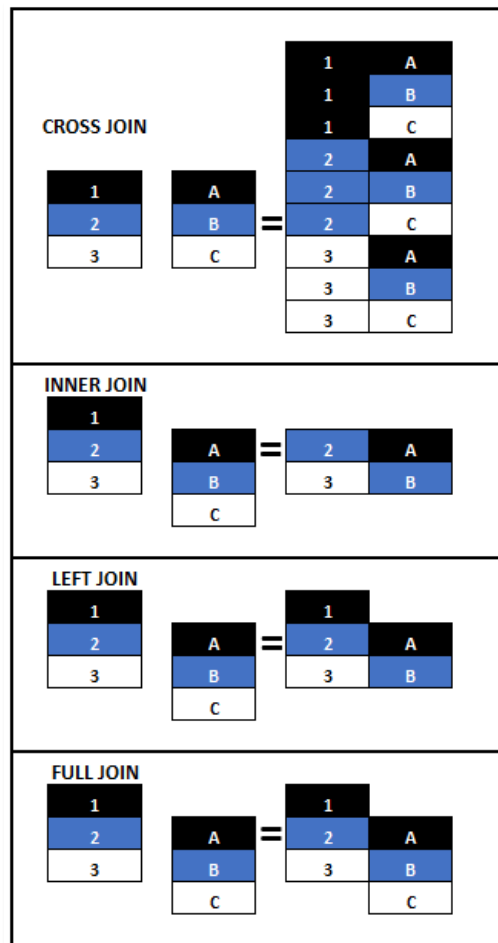 1 A
1 B
CROSS JOIN
1 C
2 A
1 A
2 B
2 B =
2 C
3 C
3 A
3 B
3 C
INNER JOIN
1
2 A = 2 A
3 B 3 B
C
LEFT JOIN
1 1
2 A = 2 A
3 B 3 B
C
FULL JOIN
1 1
2 A = 2 A
3 B 3 B
C C